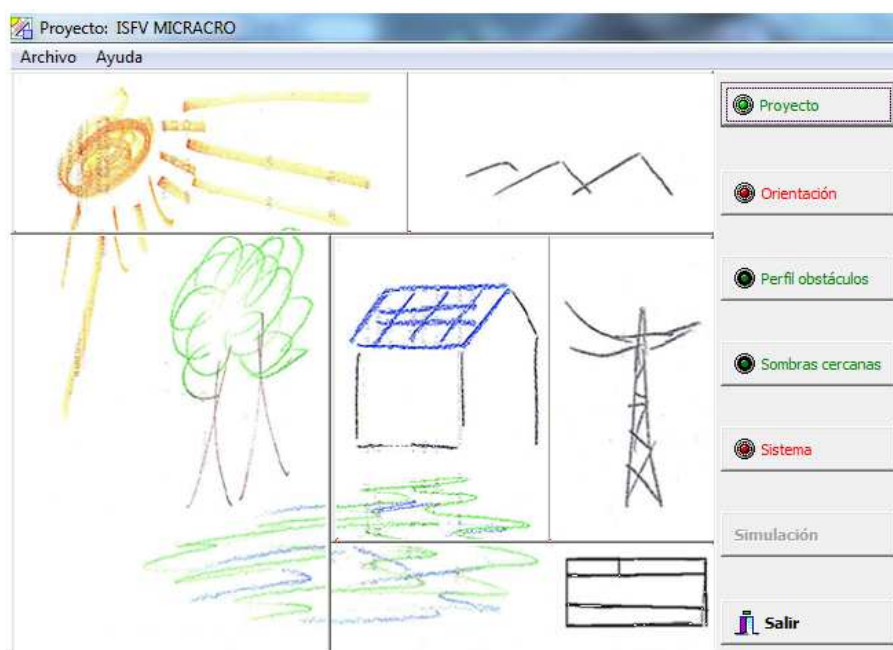 Proyecto: ISFV MICRACRO
Archivo Ayuda
Proyecto
Orientación
Perfil obstáculos
Sombras cercanas
Sistema
Simulación
Salir